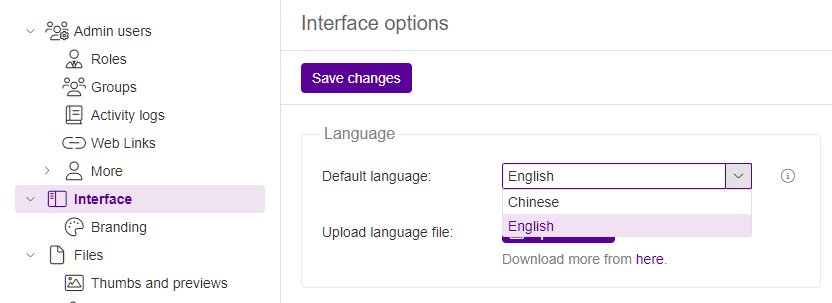 Admin users
Roles
Groups
Activity logs
Web Links
More
Interface
Branding
Files
Thumbs and previews
Interface options
Save changes
Language
Default language:
English
Chinese
English
Upload language file:
Download more from here.